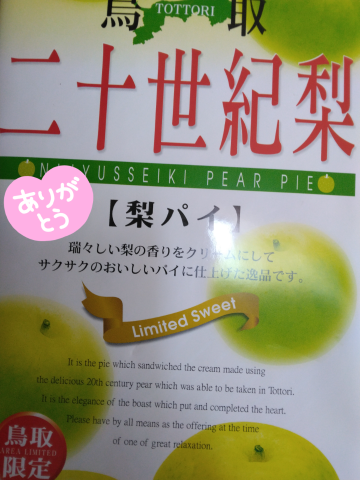 鳥取
TOTTORI
二十世紀梨
NIJYUSSEIKI PEAR PIE
ありが
とう
【梨パイ】
瑞々しい梨の香りをクリームにして
サクサクのおいしいパイに仕上げた逸品です。
Limited Sweet
It is the pie which sandwiched the cream made using
the delicious 20th century pear which was able to be taken in Tottori.
It is the elegance of the boast which put and completed the heart.
Please have by all means as the offering at the time
of one of great relaxation.
鳥取
AREA LIMITED
限定